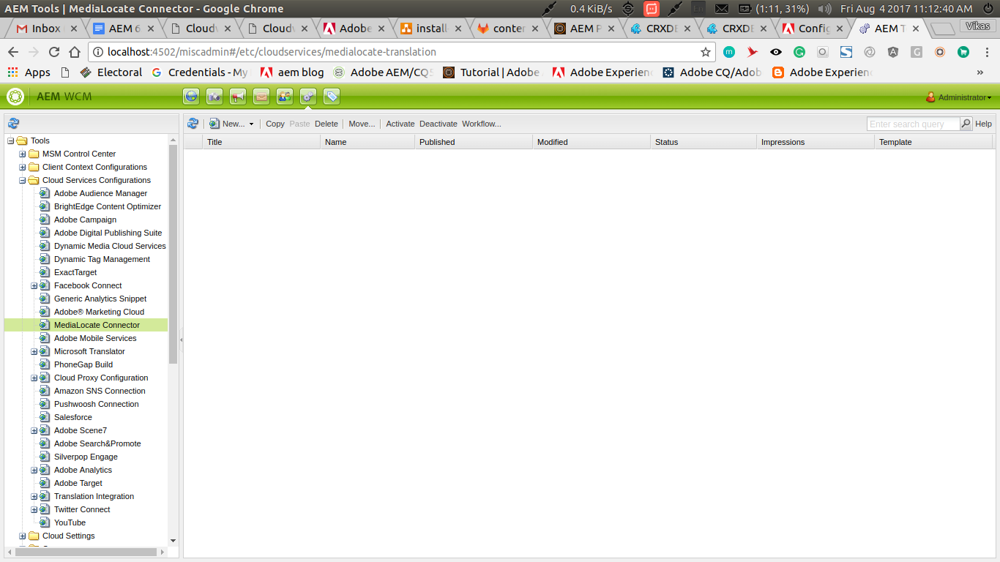 AEM Tools | MediaLocate Connector - Google Chrome 0.4 KiB/s En (1:11, 31%) Fri Aug 4 2017 11:12:40 AM
Inbox AEM 6 Cloud Cloud Adobe install conten AEM P CRXDE CRXDE Config AEM T Vikas
localhost:4502/miscadmin#/etc/cloudservices/medialocate-translation
Apps Electoral Credentials - My aem blog Adobe AEM/CQ5 Tutorial | Adobe Adobe Experien Adobe CQ/Adob Adobe Experienc »
AEM WCM Administrator
New... Copy Paste Delete Move... Activate Deactivate Workflow... Enter search query Help
Title Name Published Modified Status Impressions Template
Tools
MSM Control Center
Client Context Configurations
Cloud Services Configurations
Adobe Audience Manager
BrightEdge Content Optimizer
Adobe Campaign
Adobe Digital Publishing Suite
Dynamic Media Cloud Services
Dynamic Tag Management
ExactTarget
Facebook Connect
Generic Analytics Snippet
Adobe® Marketing Cloud
MediaLocate Connector
Adobe Mobile Services
Microsoft Translator
PhoneGap Build
Cloud Proxy Configuration
Amazon SNS Connection
Pushwoosh Connection
Salesforce
Adobe Scene7
Adobe Search&Promote
Silverpop Engage
Adobe Analytics
Adobe Target
Translation Integration
Twitter Connect
YouTube
Cloud Settings